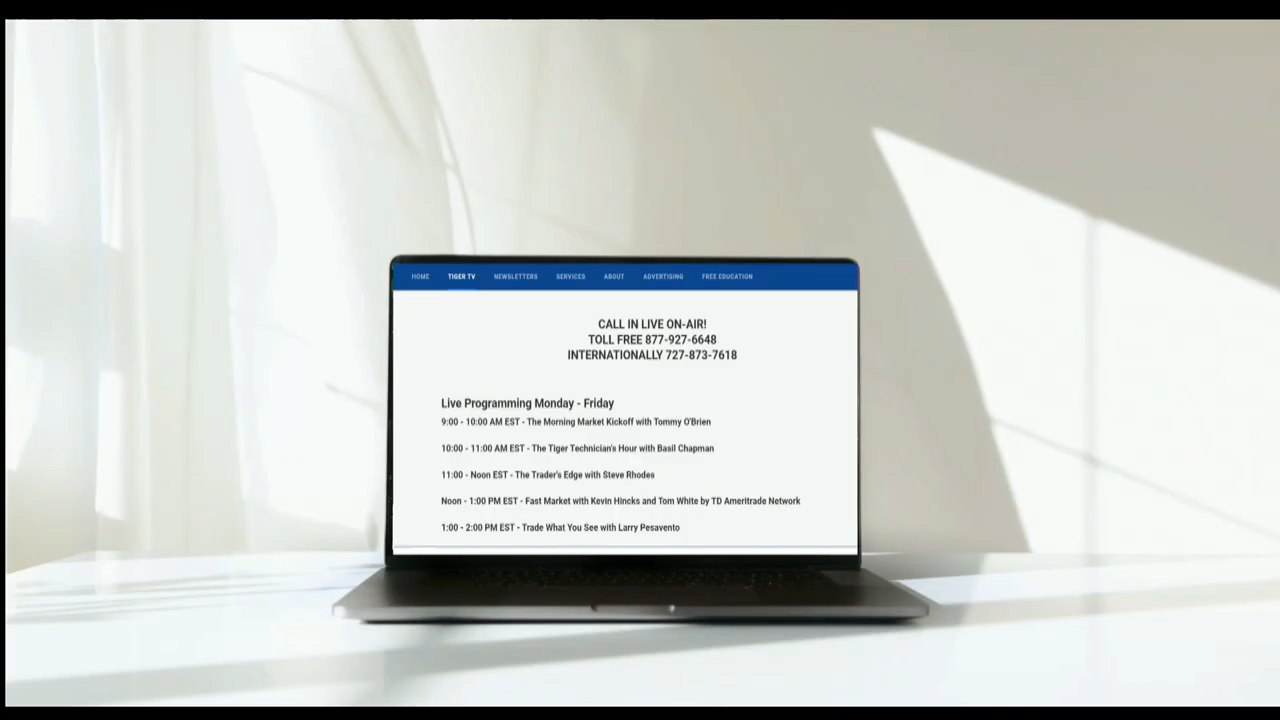 HOME TIGER TV NEWSLETTERS SERVICES ABOUT ADVERTISING FREE EDUCATION
CALL IN LIVE ON-AIR!
TOLL FREE 877-927-6648
INTERNATIONALLY 727-873-7618
Live Programming Monday - Friday
9:00 - 10:00 AM EST - The Morning Market Kickoff with Tommy O'Brien
10:00 - 11:00 AM EST - The Tiger Technician's Hour with Basil Chapman
11:00 - Noon EST - The Trader's Edge with Steve Rhodes
Noon - 1:00 PM EST - Fast Market with Kevin Hincks and Tom White by TD Ameritrade Network
1:00 - 2:00 PM EST - Trade What You See with Larry Pesavento